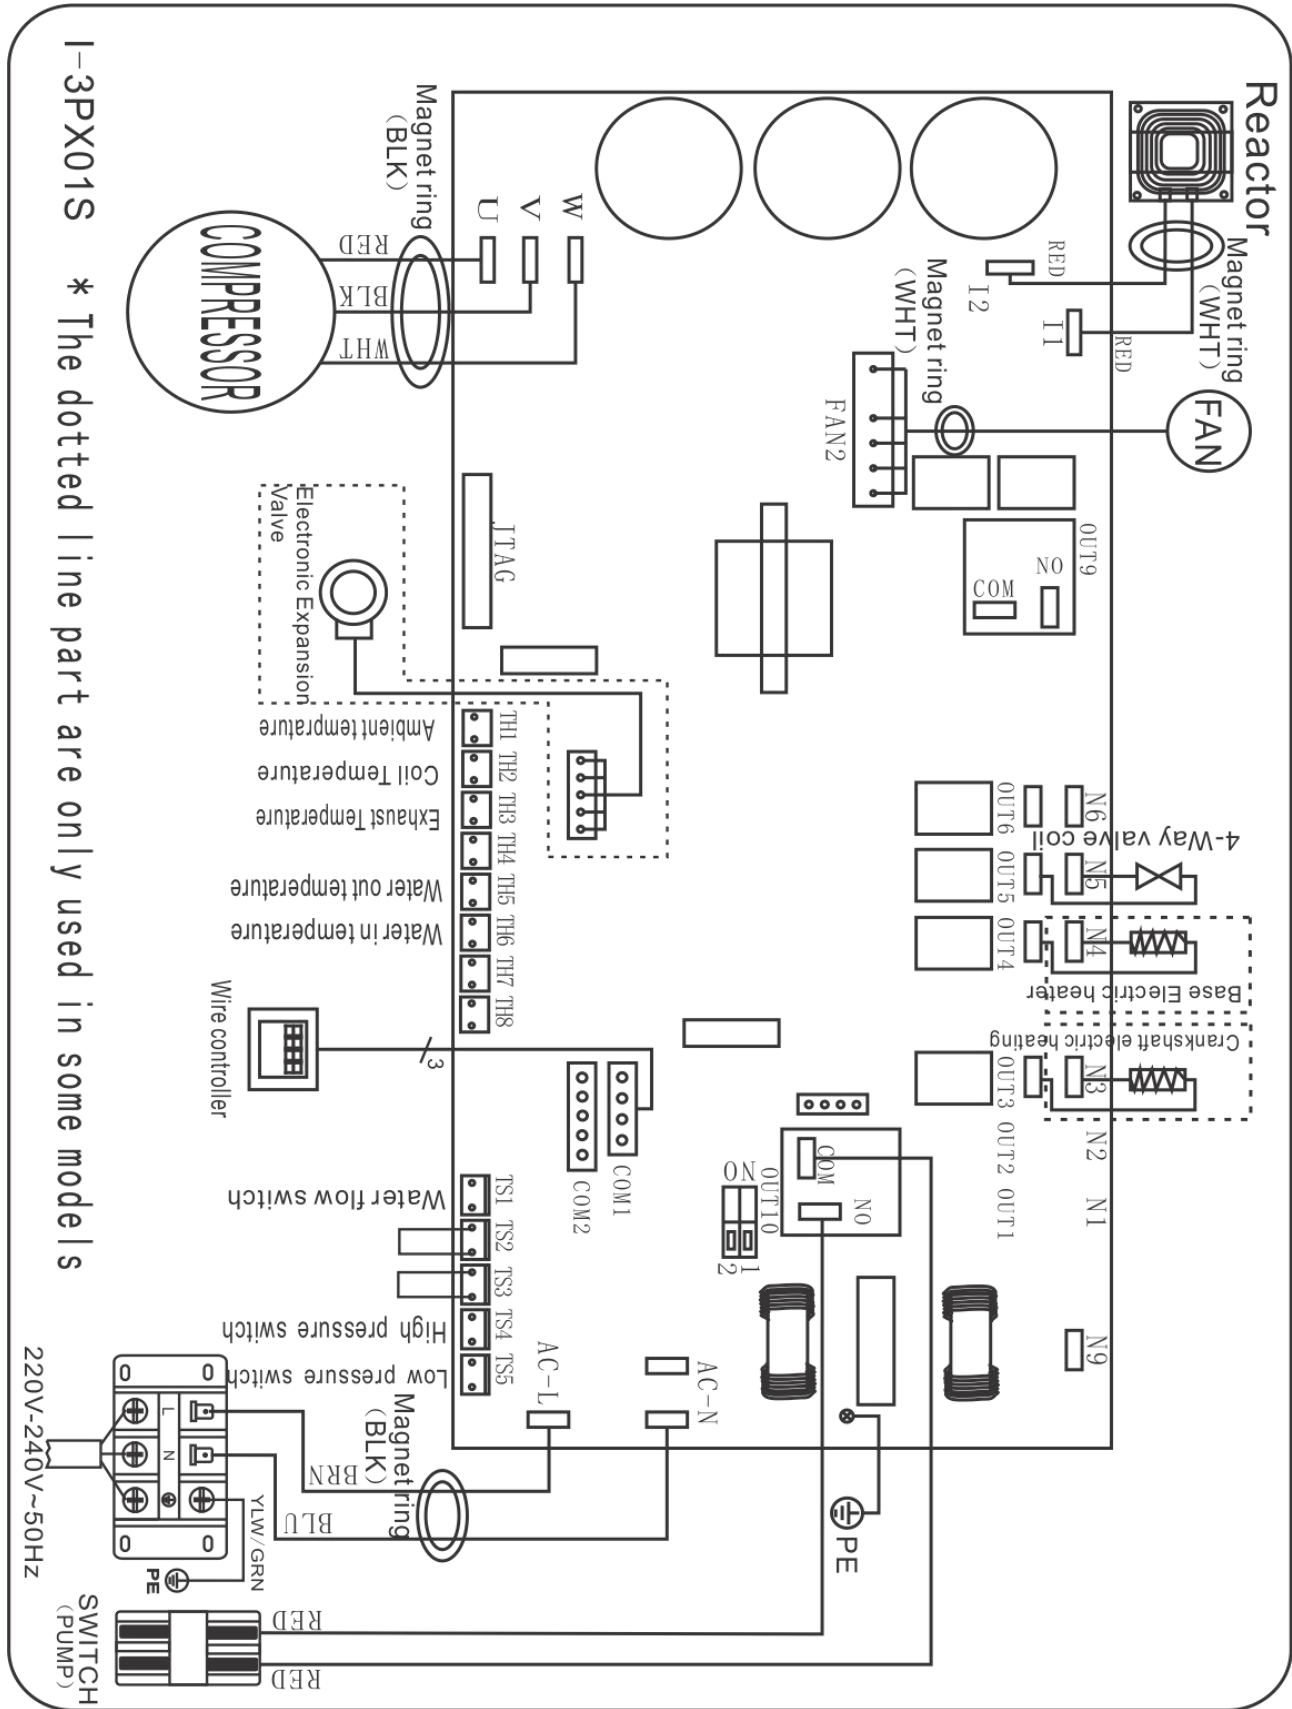 Reactor
Magnet ring
(WHT)
FAN
RED
I2
I1
RED
Magnet ring
(WHT)
FAN2
OUT9
NO
COM
Magnet ring
(BLK)
W
V
U
RED
BLK
WHT
COMPRESSOR
JTAG
Electronic Expansion
Valve
TH1
TH2
TH3
TH4
TH5
TH6
TH7
TH8
Ambient temprature
Coil Temperature
Exhaust Temperature
Water out temperature
Water in temperature
Wire controller
3
COM1
COM2
N6
OUT6
4-Way valve coil
N5
OUT5
N4
OUT4
Base Electric heater
Crankshaft electric heating
N3
OUT3
N2
OUT2
N1
OUT1
COM
NO
OUT10
NO
1
2
TS1
TS2
TS3
TS4
TS5
Water flow switch
High pressure switch
Low pressure switch
N9
AC-L
AC-N
Magnet ring
(BLK)
BRN
BLU
PE
L
N
YLW/GRN
PE
220V-240V~50Hz
SWITCH
(PUMP)
RED
RED
I-3PX01S
* The dotted line part are only used in some models